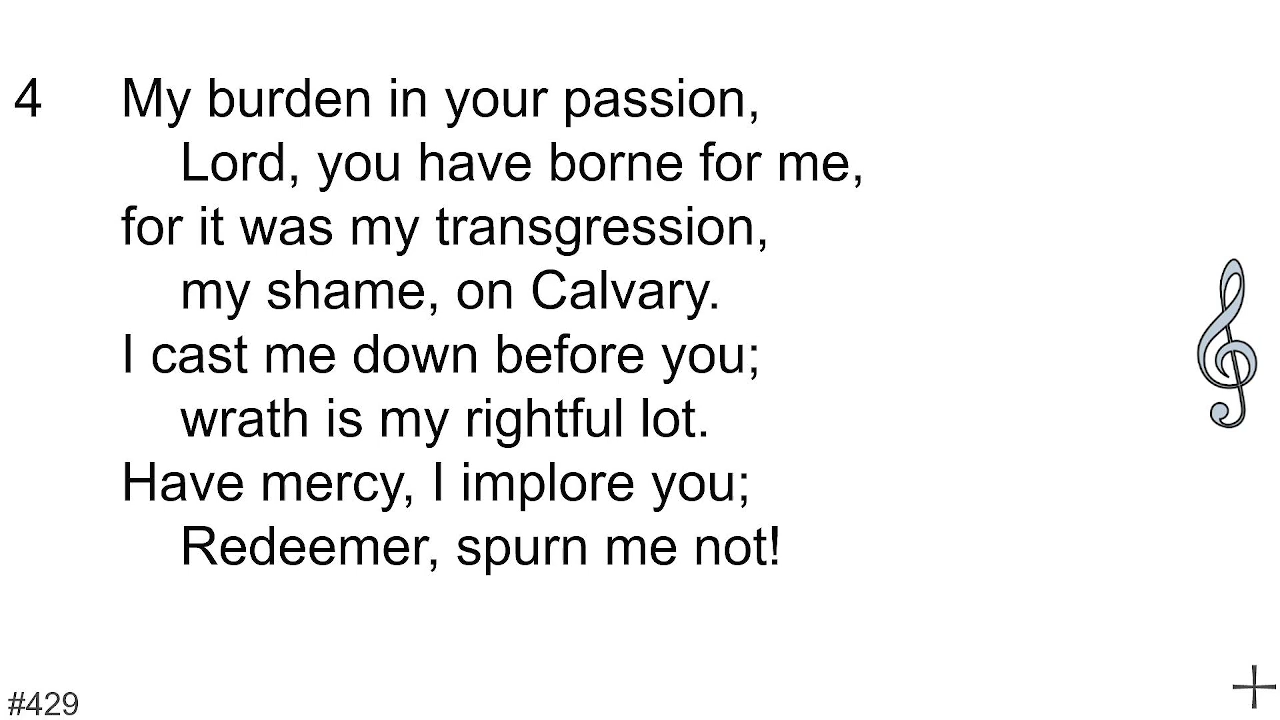 4 My burden in your passion,
Lord, you have borne for me,
for it was my transgression,
my shame, on Calvary.
I cast me down before you;
wrath is my rightful lot.
Have mercy, I implore you;
Redeemer, spurn me not!
#429